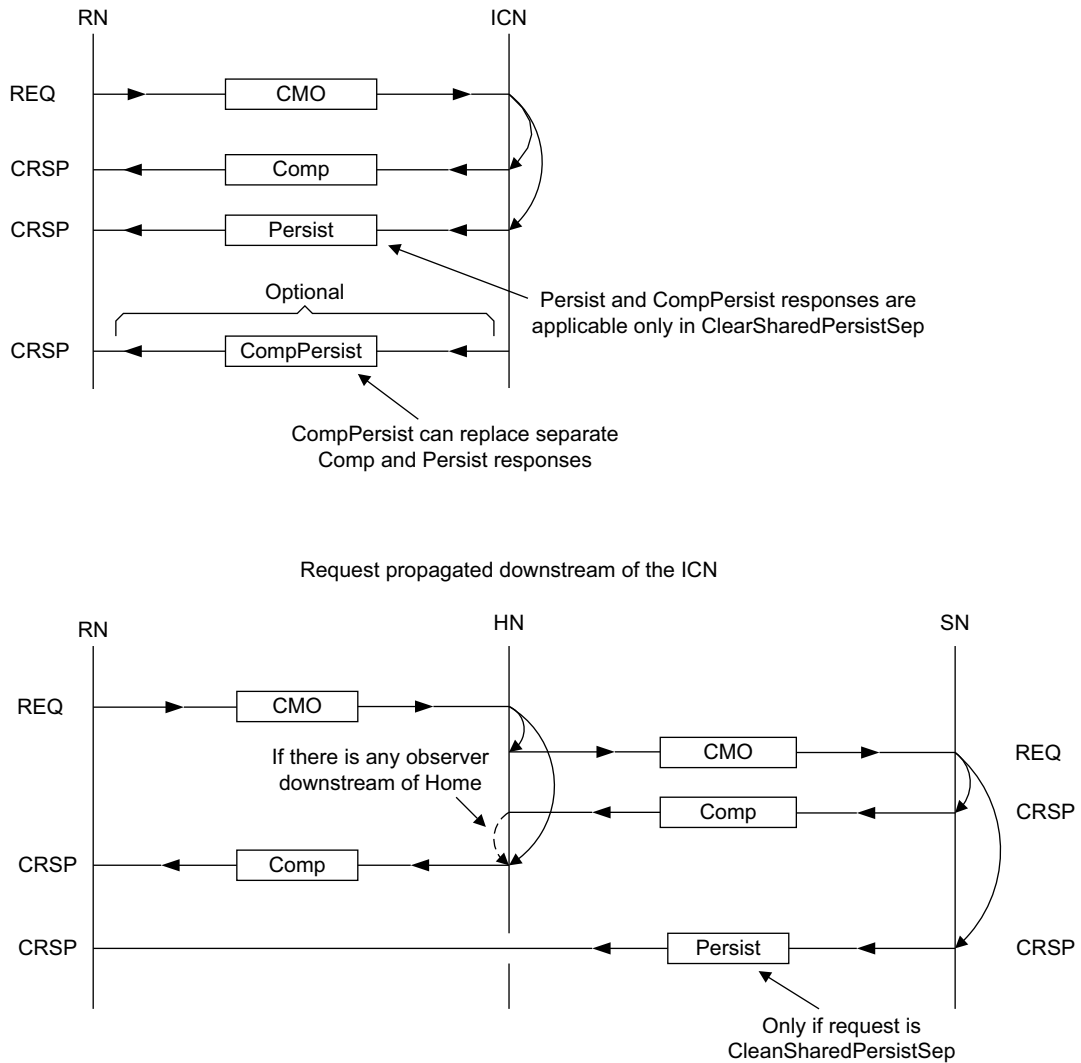 RN ICN
REQ CMO
CRSP Comp
CRSP Persist
Optional
Persist and CompPersist responses are
applicable only in ClearSharedPersistSep
CRSP CompPersist
CompPersist can replace separate
Comp and Persist responses
Request propagated downstream of the ICN
RN HN SN
REQ CMO
If there is any observer
downstream of Home
CMO REQ
Comp CRSP
CRSP Comp
CRSP Persist CRSP
Only if request is
CleanSharedPersistSep